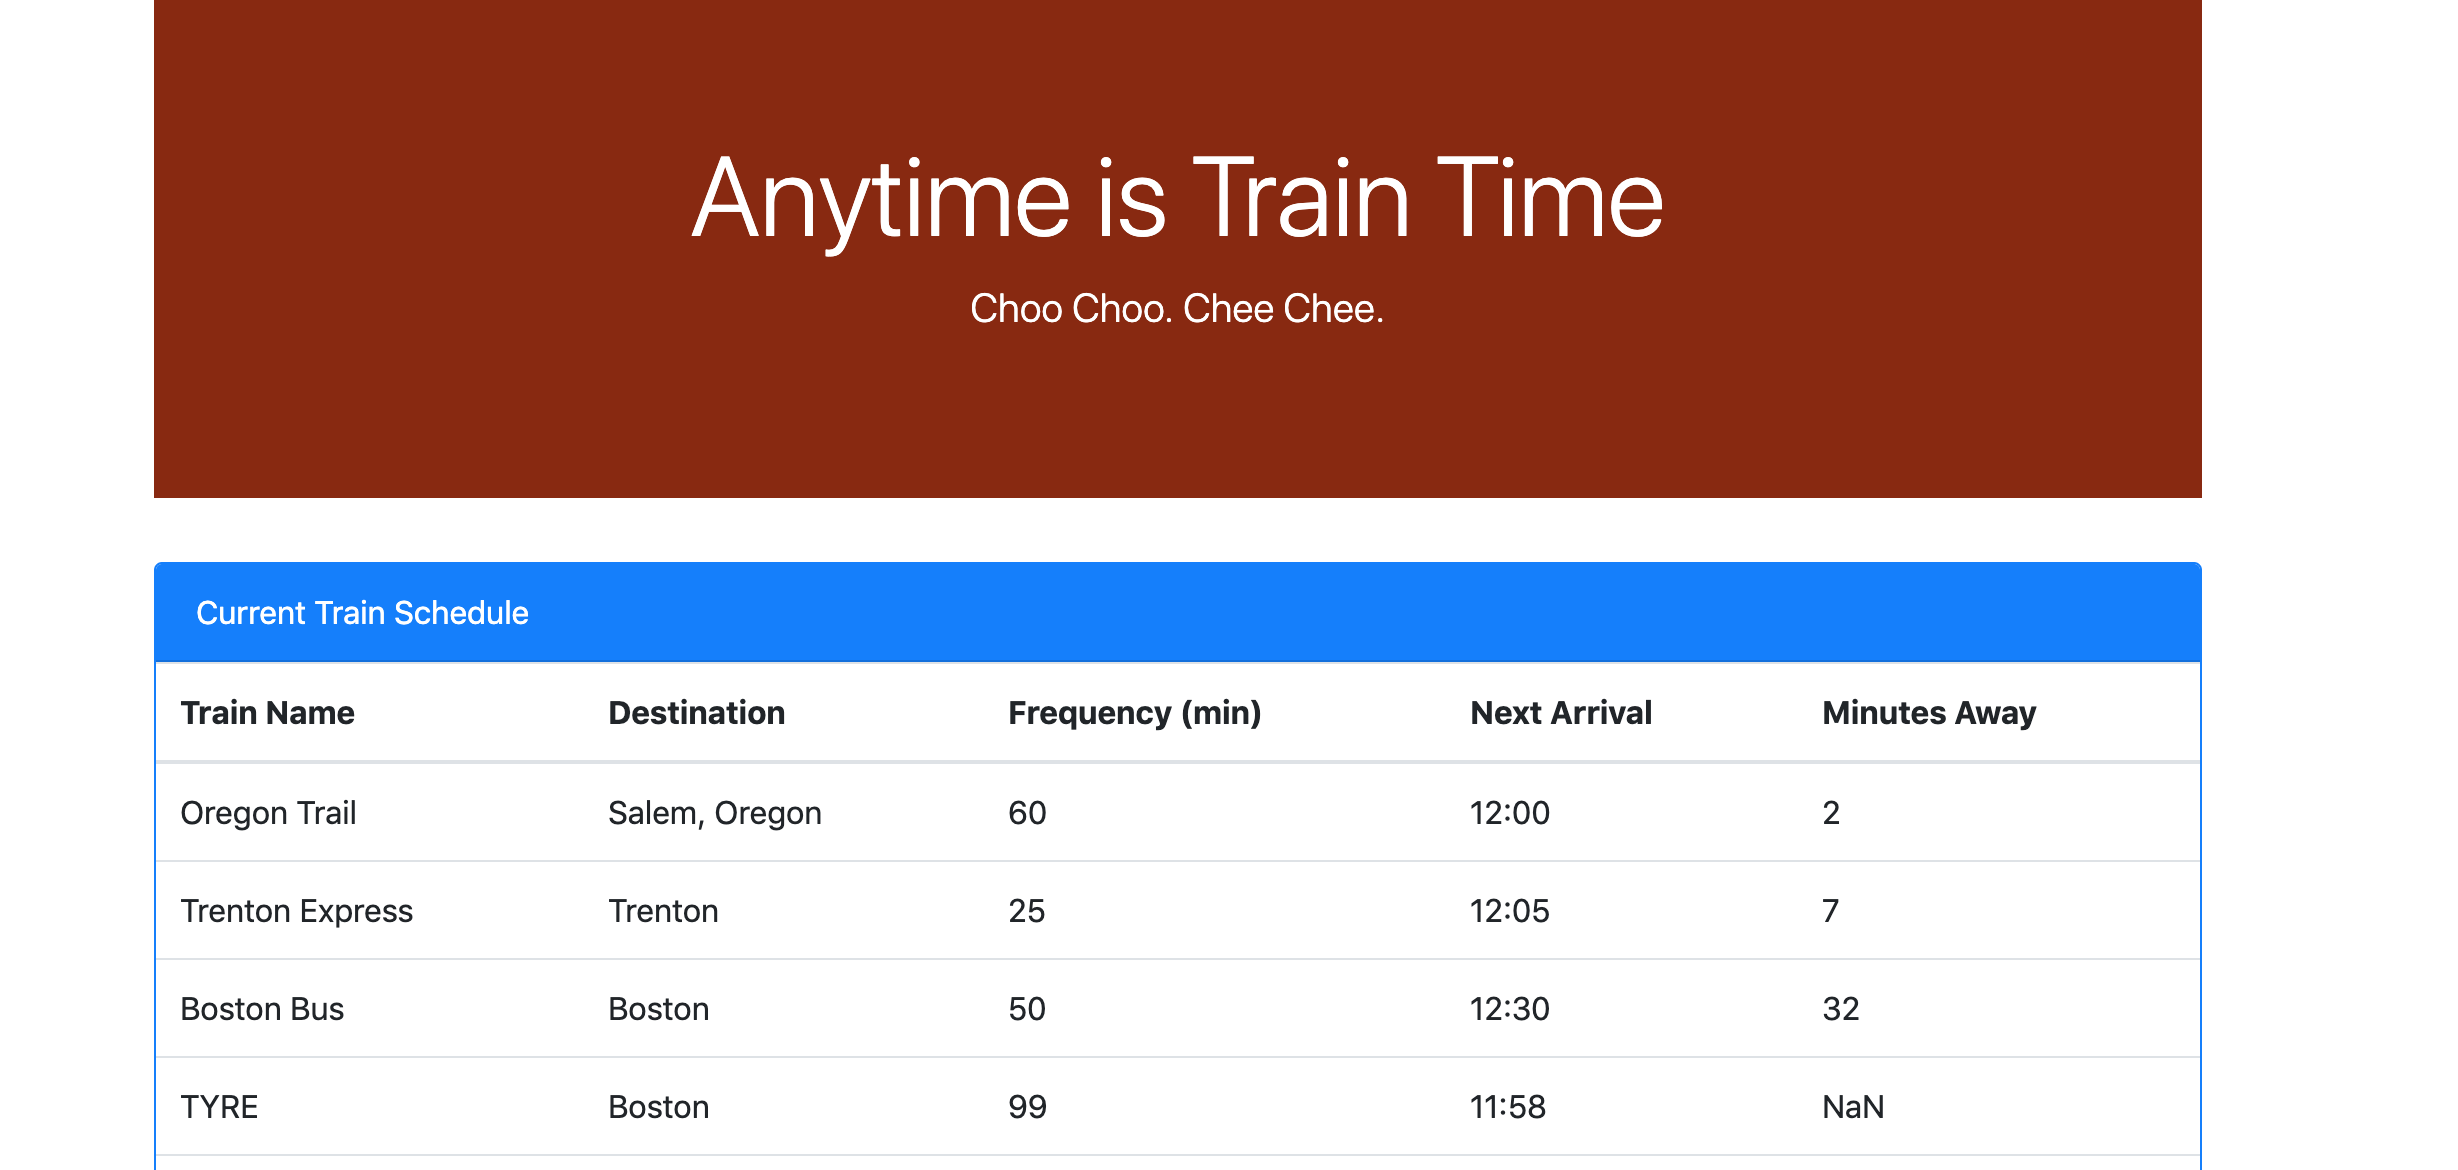 Anytime is Train Time
Choo Choo. Chee Chee.
Current Train Schedule
Train Name Destination Frequency (min) Next Arrival Minutes Away
Oregon Trail Salem, Oregon 60 12:00 2
Trenton Express Trenton 25 12:05 7
Boston Bus Boston 50 12:30 32
TYRE Boston 99 11:58 NaN